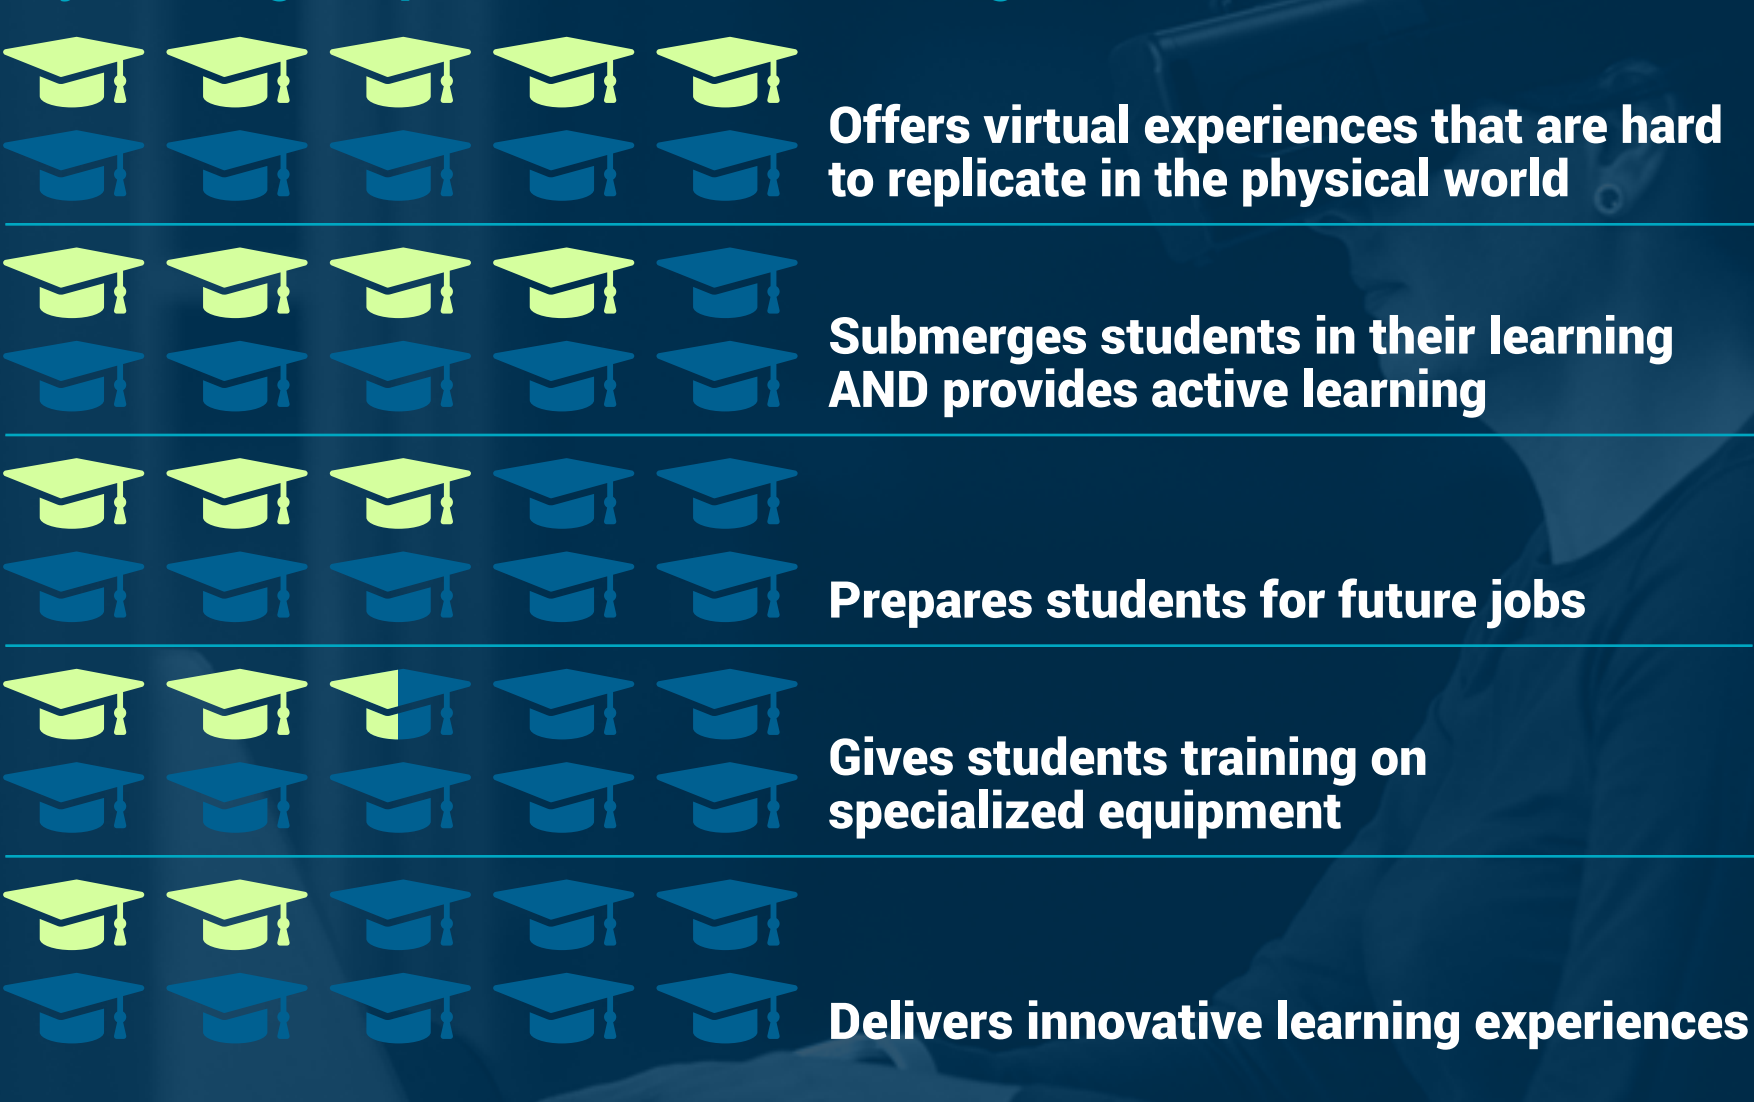 Offers virtual experiences that are hard
to replicate in the physical world
Submerges students in their learning
AND provides active learning
Prepares students for future jobs
Gives students training on
specialized equipment
Delivers innovative learning experiences